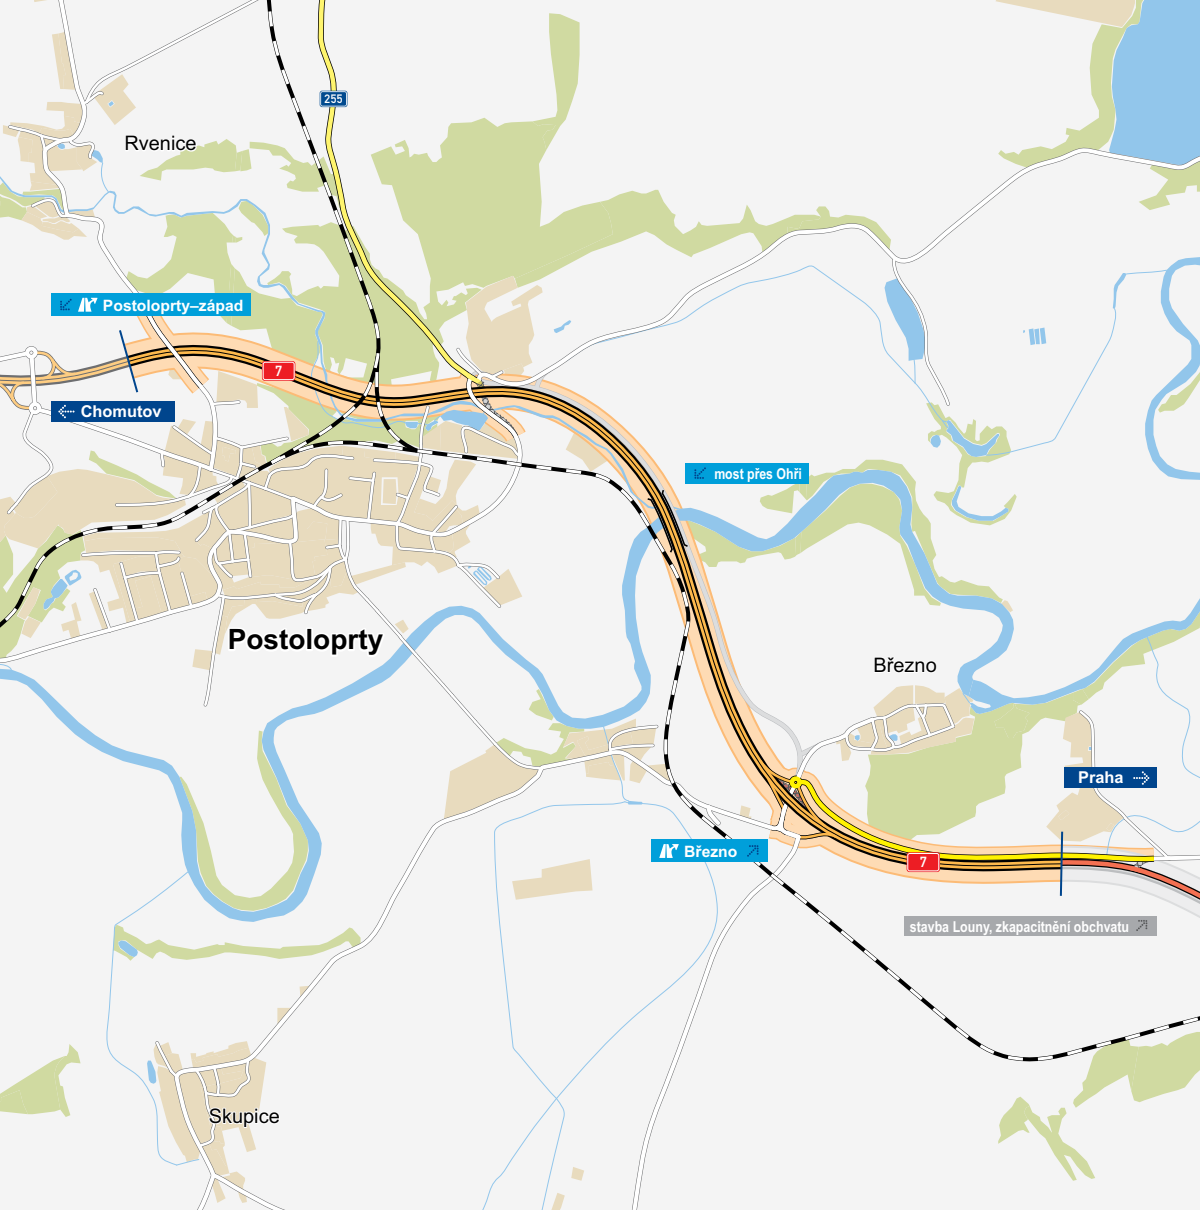 255
Rvenice
Postoloprty–západ
7
Chomutov
most přes Ohři
Postoloprty
Březno
Praha
Březno
7
stavba Louny, zkapacitnění obchvatu
Skupice